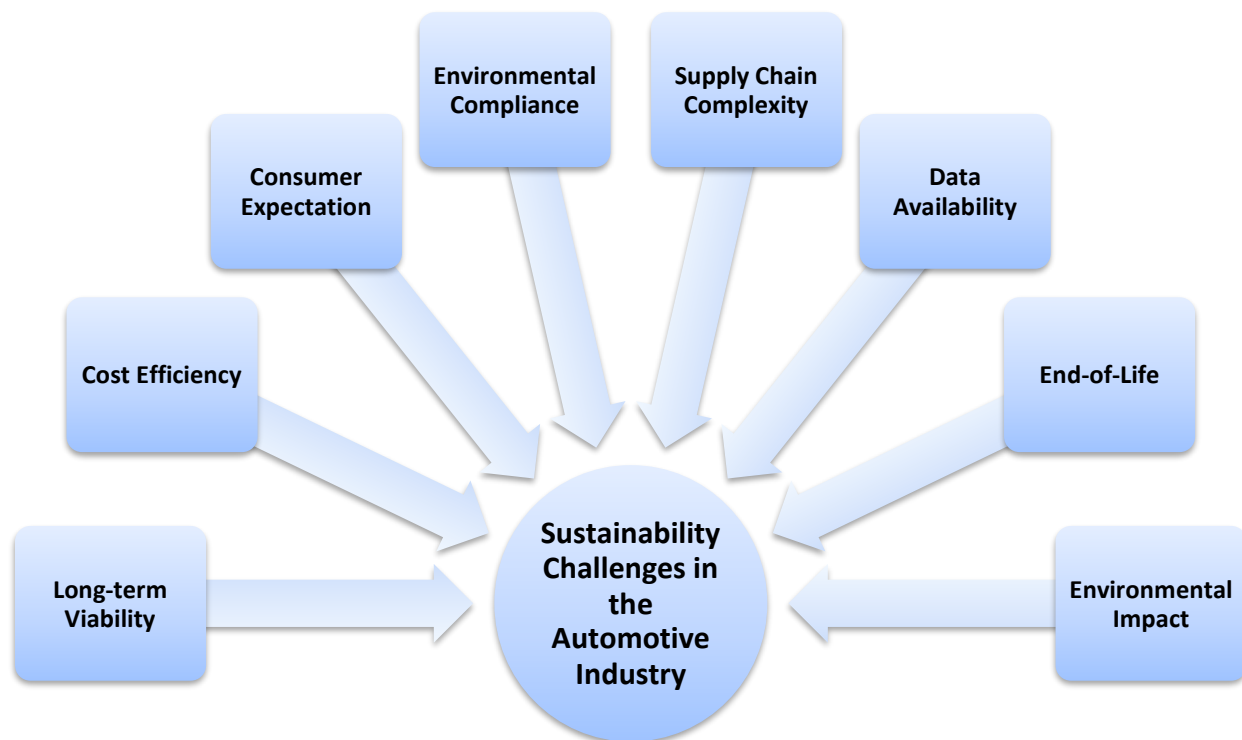 Environmental
Compliance
Supply Chain
Complexity
Consumer
Expectation
Data
Availability
Cost Efficiency
End-of-Life
Long-term
Viability
Sustainability
Challenges in
the
Automotive
Industry
Environmental
Impact